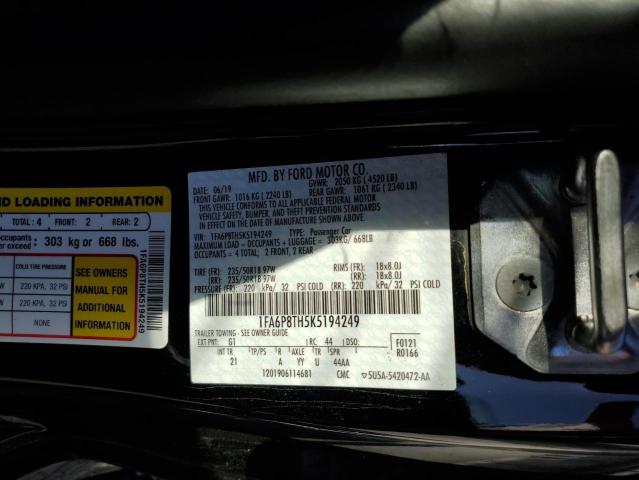 ND LOADING INFORMATION
TOTAL: 4 FRONT: 2 REAR: 2
occupants
exceed: 303 kg or 668 lbs.
COLD TIRE PRESSURE
220 KPA, 32 PSI
220 KPA, 32 PSI
NONE
SEE OWNERS
MANUAL FOR
ADDITIONAL
INFORMATION
1FA6P8TH5K5194249
MFD. BY FORD MOTOR CO.
DATE: 06/19 GVWR: 2050 KG ( 4520 LB)
FRONT GAWR: 1016 KG ( 2240 LB) REAR GAWR: 1061 KG ( 2340 LB)
THIS VEHICLE CONFORMS TO ALL APPLICABLE FEDERAL MOTOR
VEHICLE SAFETY, BUMPER, AND THEFT PREVENTION STANDARDS
IN EFFECT ON THE DATE OF MANUFACTURE SHOWN ABOVE.
VIN: 1FA6P8TH5K5194249 TYPE: Passenger Car
MAXIMUM LOAD = OCCUPANTS + LUGGAGE = 303KG/ 668LB
OCCUPANTS = 4 TOTAL; 2 FRONT, 2 REAR
TIRE (FR): 235/50R18 97W RIMS (FR): 18x8.0J
(RR): 235/50R18 97W (RR): 18x8.0J
PRESSURE(FR): 220 kPa/ 32 PSI COLD (RR): 220 kPa/ 32 PSI COLD
1FA6P8TH5K5194249
TRAILER TOWING - SEE OWNER GUIDE
EXT PNT: G1 RC: 44 DSO: F0121
INT TR TP/PS R AXLE TR SPR R0166
21 A YY U 44AA